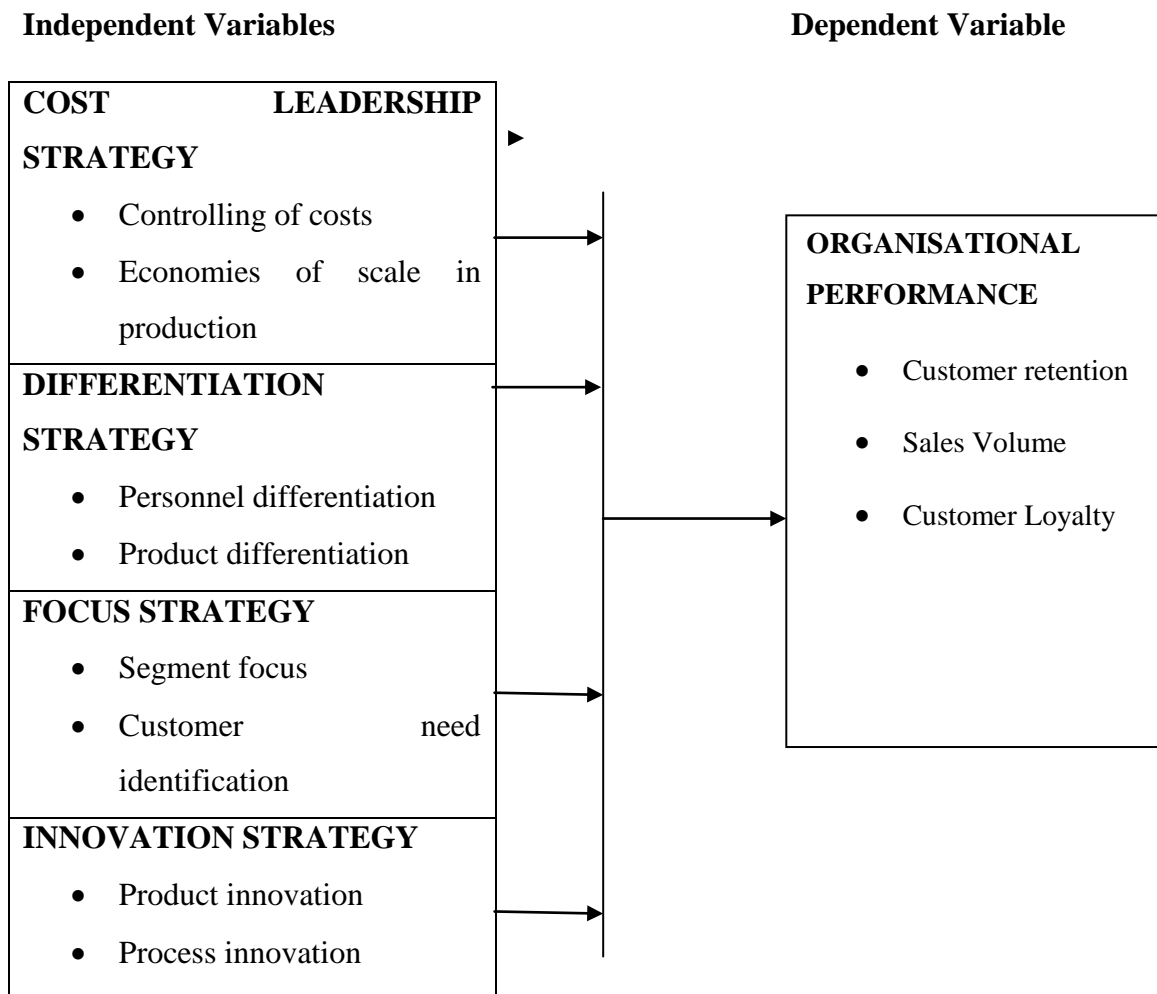 Independent Variables
Dependent Variable
COST LEADERSHIP
STRATEGY
• Controlling of costs
• Economies of scale in
production
DIFFERENTIATION
STRATEGY
• Personnel differentiation
• Product differentiation
FOCUS STRATEGY
• Segment focus
• Customer need
identification
INNOVATION STRATEGY
• Product innovation
• Process innovation
ORGANISATIONAL
PERFORMANCE
• Customer retention
• Sales Volume
• Customer Loyalty